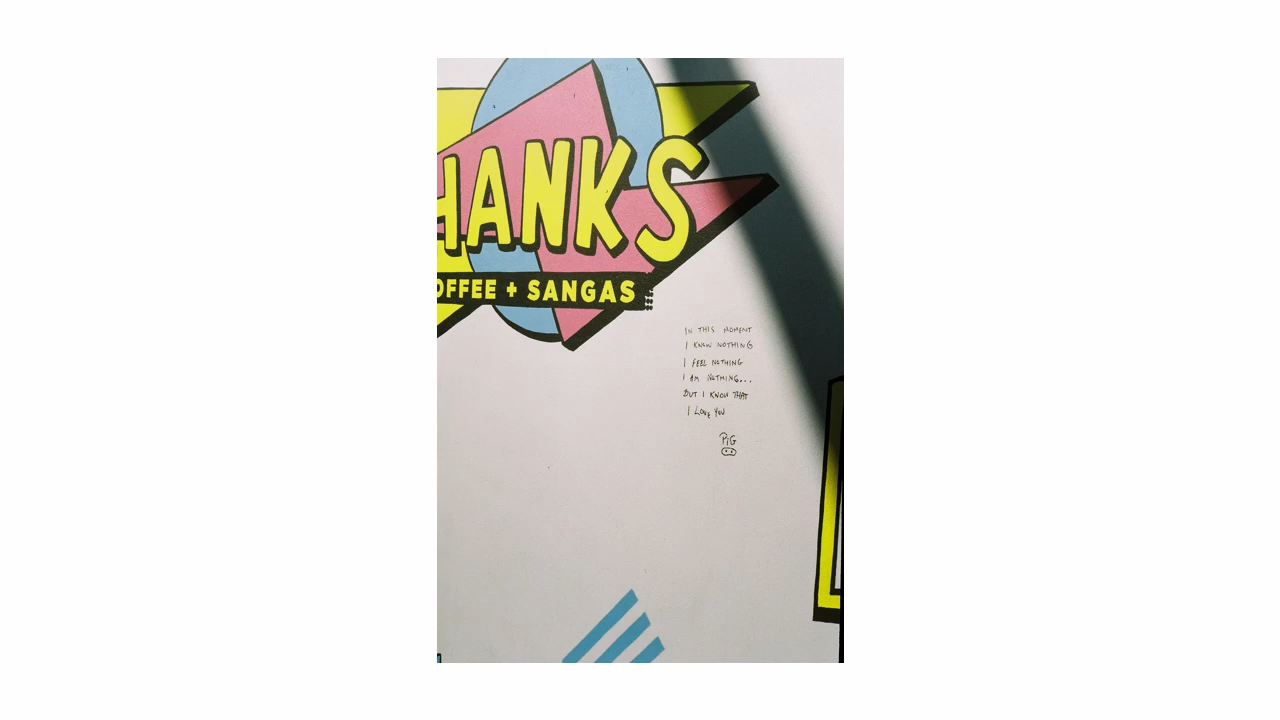 HANKS
OFFEE + SANGAS
IN THIS MOMENT
I KNOW NOTHING
I FEEL NOTHING
I AM NOTHING...
BUT I KNOW THAT
I LOVE YOU
PIG